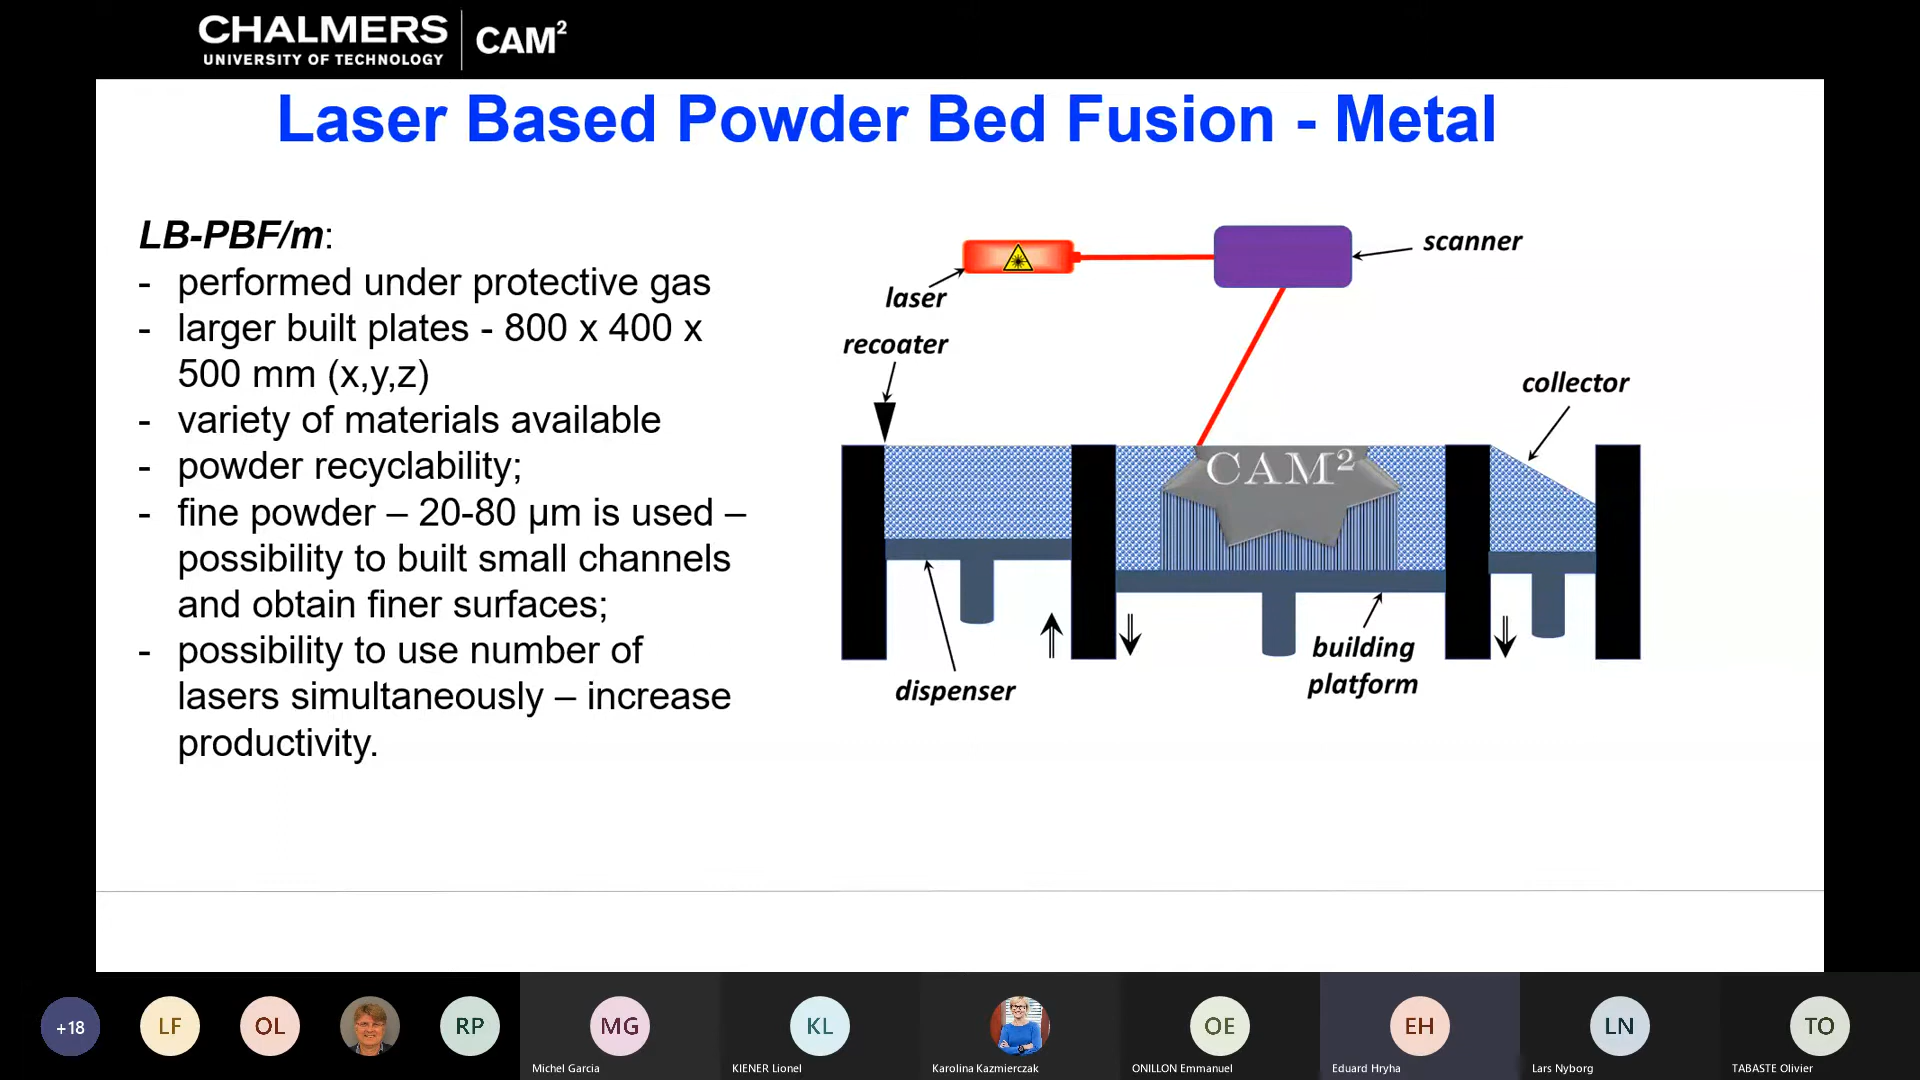 CHALMERS
UNIVERSITY OF TECHNOLOGY
CAM²
Laser Based Powder Bed Fusion - Metal
LB-PBF/m:
- performed under protective gas
- larger built plates - 800 x 400 x
500 mm (x,y,z)
- variety of materials available
- powder recyclability;
- fine powder – 20-80 µm is used –
possibility to built small channels
and obtain finer surfaces;
- possibility to use number of
lasers simultaneously – increase
productivity.
scanner
laser
recoater
collector
CAM²
building
platform
dispenser
+18
LF
OL
RP
MG
Michel Garcia
KL
KIENER Lionel
Karolina Kazmierczak
OE
ONILLON Emmanuel
EH
Eduard Hryha
LN
Lars Nyborg
TO
TABASTE Olivier